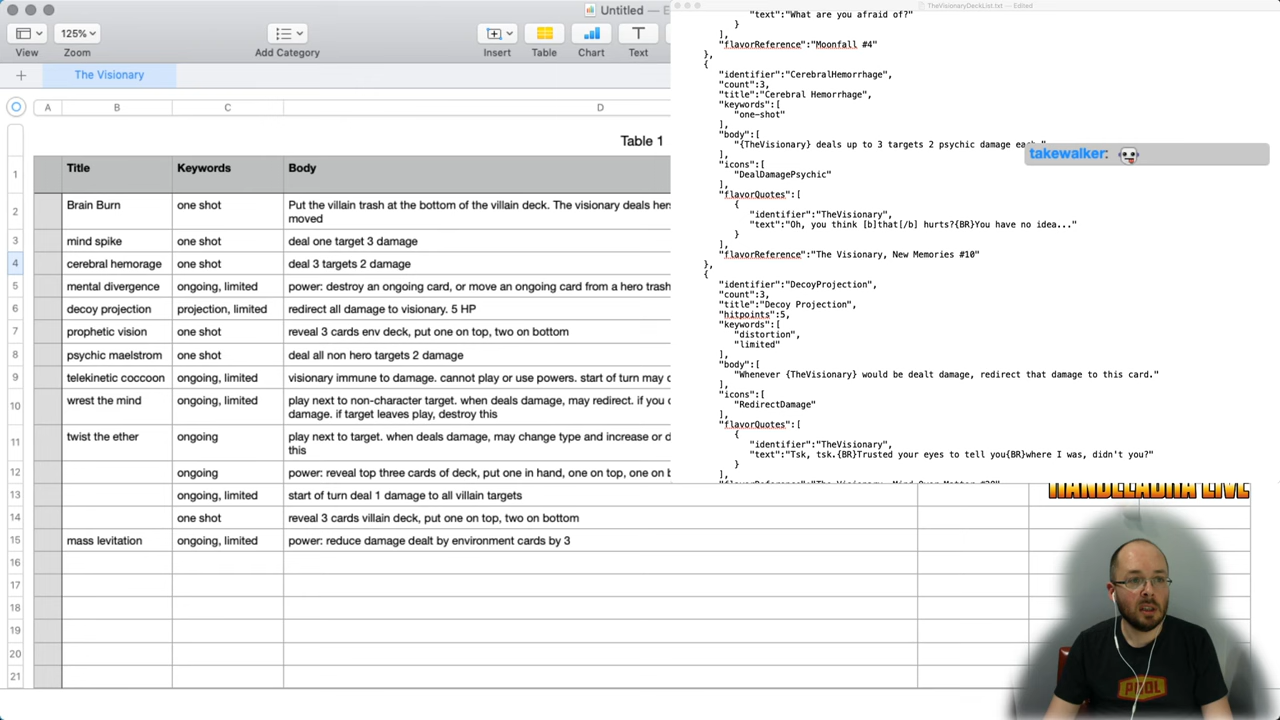 Untitled —
View
125%
Zoom
Add Category
Insert
Table
Chart
Text
The Visionary
A
B
C
D
Table 1
Title
Keywords
Body
2
Brain Burn
one shot
Put the villain trash at the bottom of the villain deck. The visionary deals
moved
3
mind spike
one shot
deal one target 3 damage
4
cerebral hemorage
one shot
deal 3 targets 2 damage
5
mental divergence
ongoing, limited
power: destroy an ongoing card, or move an ongoing card from a hero trash
6
decoy projection
projection, limited
redirect all damage to visionary. 5 HP
7
prophetic vision
one shot
reveal 3 cards env deck, put one on top, two on bottom
8
psychic maelstrom
one shot
deal all non hero targets 2 damage
9
telekinetic coccoon
ongoing, limited
visionary immune to damage. cannot play or use powers. start of turn may
10
wrest the mind
ongoing, limited
play next to non-character target. when deals damage, may redirect. if you
damage. if target leaves play, destroy this
11
twist the ether
ongoing
play next to target. when deals damage, may change type and increase or
this
12
ongoing
power: reveal top three cards of deck, put one in hand, one on top, one on
13
ongoing, limited
start of turn deal 1 damage to all villain targets
14
one shot
reveal 3 cards villain deck, put one on top, two on bottom
15
mass levitation
ongoing, limited
power: reduce damage dealt by environment cards by 3
16
17
18
19
20
21
TheVisionaryDeckList.txt — Edited
"text":"What are you afraid of?"
}
],
"flavorReference":"Moonfall #4"
},
{
"identifier":"CerebralHemorrhage",
"count":3,
"title":"Cerebral Hemorrhage",
"keywords":[
"one-shot"
],
"body":[
"{TheVisionary} deals up to 3 targets 2 psychic damage each."
],
"icons":[
"DealDamagePsychic"
],
"flavorQuotes":[
{
"identifier":"TheVisionary",
"text":"Oh, you think [b]that[/b] hurts?{BR}You have no idea..."
}
],
"flavorReference":"The Visionary, New Memories #10"
},
{
"identifier":"DecoyProjection",
"count":3,
"title":"Decoy Projection",
"hitpoints":5,
"keywords":[
"distortion",
"limited"
],
"body":[
"Whenever {TheVisionary} would be dealt damage, redirect that damage to this card."
],
"icons":[
"RedirectDamage"
],
"flavorQuotes":[
{
"identifier":"TheVisionary",
"text":"Tsk, tsk.{BR}Trusted your eyes to tell you{BR}where I was, didn't you?"
}
],
takewalker:
HANDELABRA LIVE
POOL